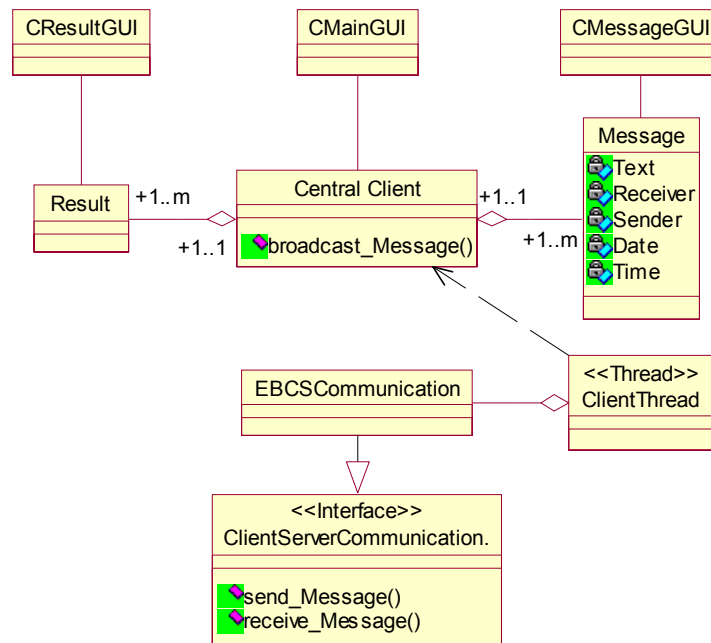 CResultGUI
CMainGUI
CMessageGUI
Message
Text
Receiver
Sender
Date
Time
Result
+1..m
+1..1
Central Client
broadcast_Message()
+1..1
+1..m
<<Thread>>
ClientThread
EBCSCommunication
<<Interface>>
ClientServerCommunication.
send_Message()
receive_Message()